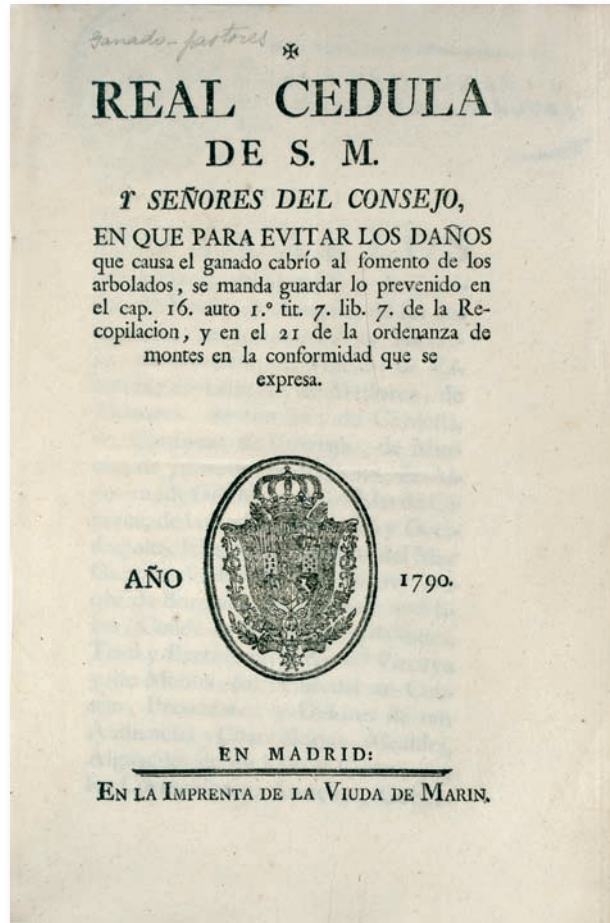 Ganado-pastores
✠
REAL CEDULA
DE S. M.
Y SEÑORES DEL CONSEJO,
EN QUE PARA EVITAR LOS DAÑOS
que causa el ganado cabrío al fomento de los
arbolados, se manda guardar lo prevenido en
el cap. 16. auto 1.º tit. 7. lib. 7. de la Re-
copilacion, y en el 21 de la ordenanza de
montes en la conformidad que se
expresa.
AÑO 1790.
EN MADRID:
EN LA IMPRENTA DE LA VIUDA DE MARIN.